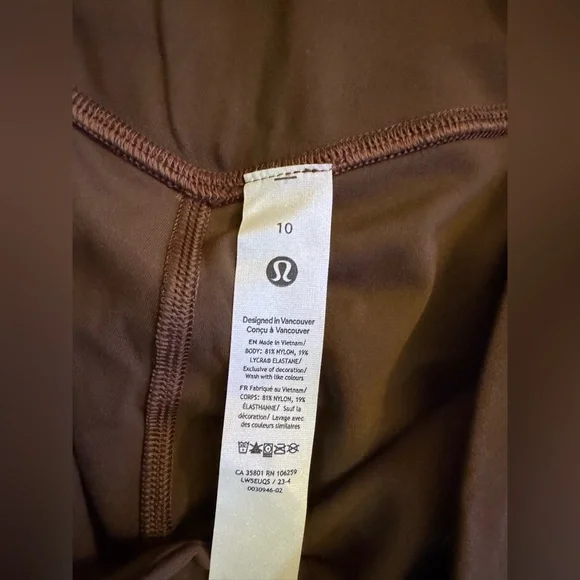 10
Designed in Vancouver
Conçu à Vancouver
EN Made in Vietnam/
BODY: 81% NYLON, 19%
LYCRA® ELASTANE/
Exclusive of decoration/
Wash with like colours
FR Fabriqué au Vietnam/
CORPS: 81% NYLON, 19%
ÉLASTHANNE/ Sauf la
décoration/ Lavage avec
des couleurs similaires
CA 35801 RN 106259
LW5EUQS / 23-4
0030946-02